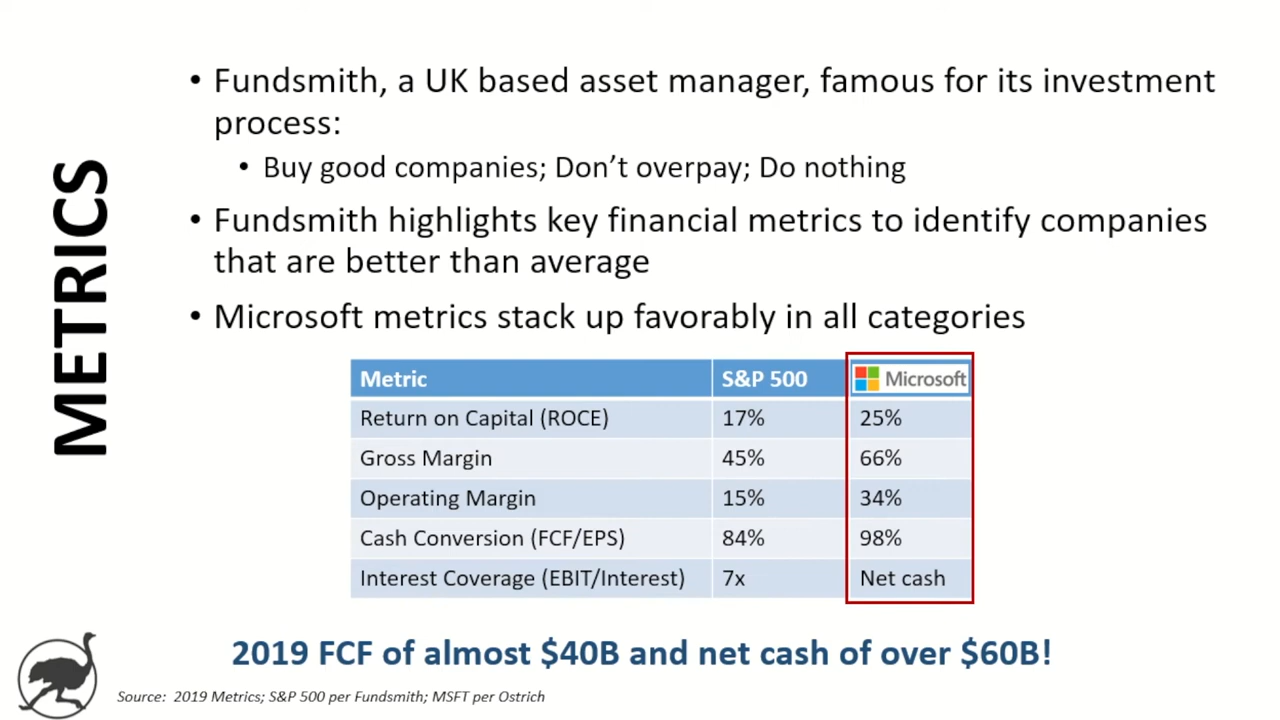 METRICS
• Fundsmith, a UK based asset manager, famous for its investment
process:
• Buy good companies; Don’t overpay; Do nothing
• Fundsmith highlights key financial metrics to identify companies
that are better than average
• Microsoft metrics stack up favorably in all categories
Metric S&P 500 Microsoft
Return on Capital (ROCE) 17% 25%
Gross Margin 45% 66%
Operating Margin 15% 34%
Cash Conversion (FCF/EPS) 84% 98%
Interest Coverage (EBIT/Interest) 7x Net cash
2019 FCF of almost $40B and net cash of over $60B!
Source: 2019 Metrics; S&P 500 per Fundsmith; MSFT per Ostrich